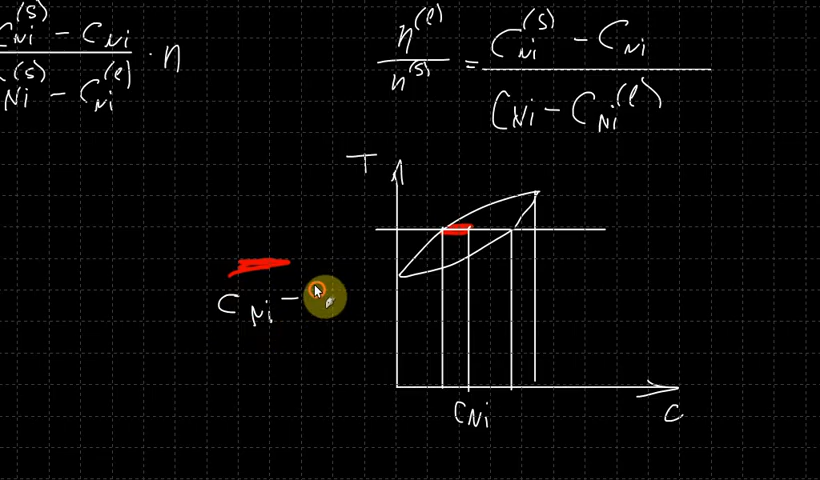 C_Ni^(s) - C_Ni
Ni^(s) - C_Ni^(l) · n
n^(l) / n^(s) = C_Ni^(s) - C_Ni / C_Ni - C_Ni^(l)
T
C_Ni -
C_Ni
C